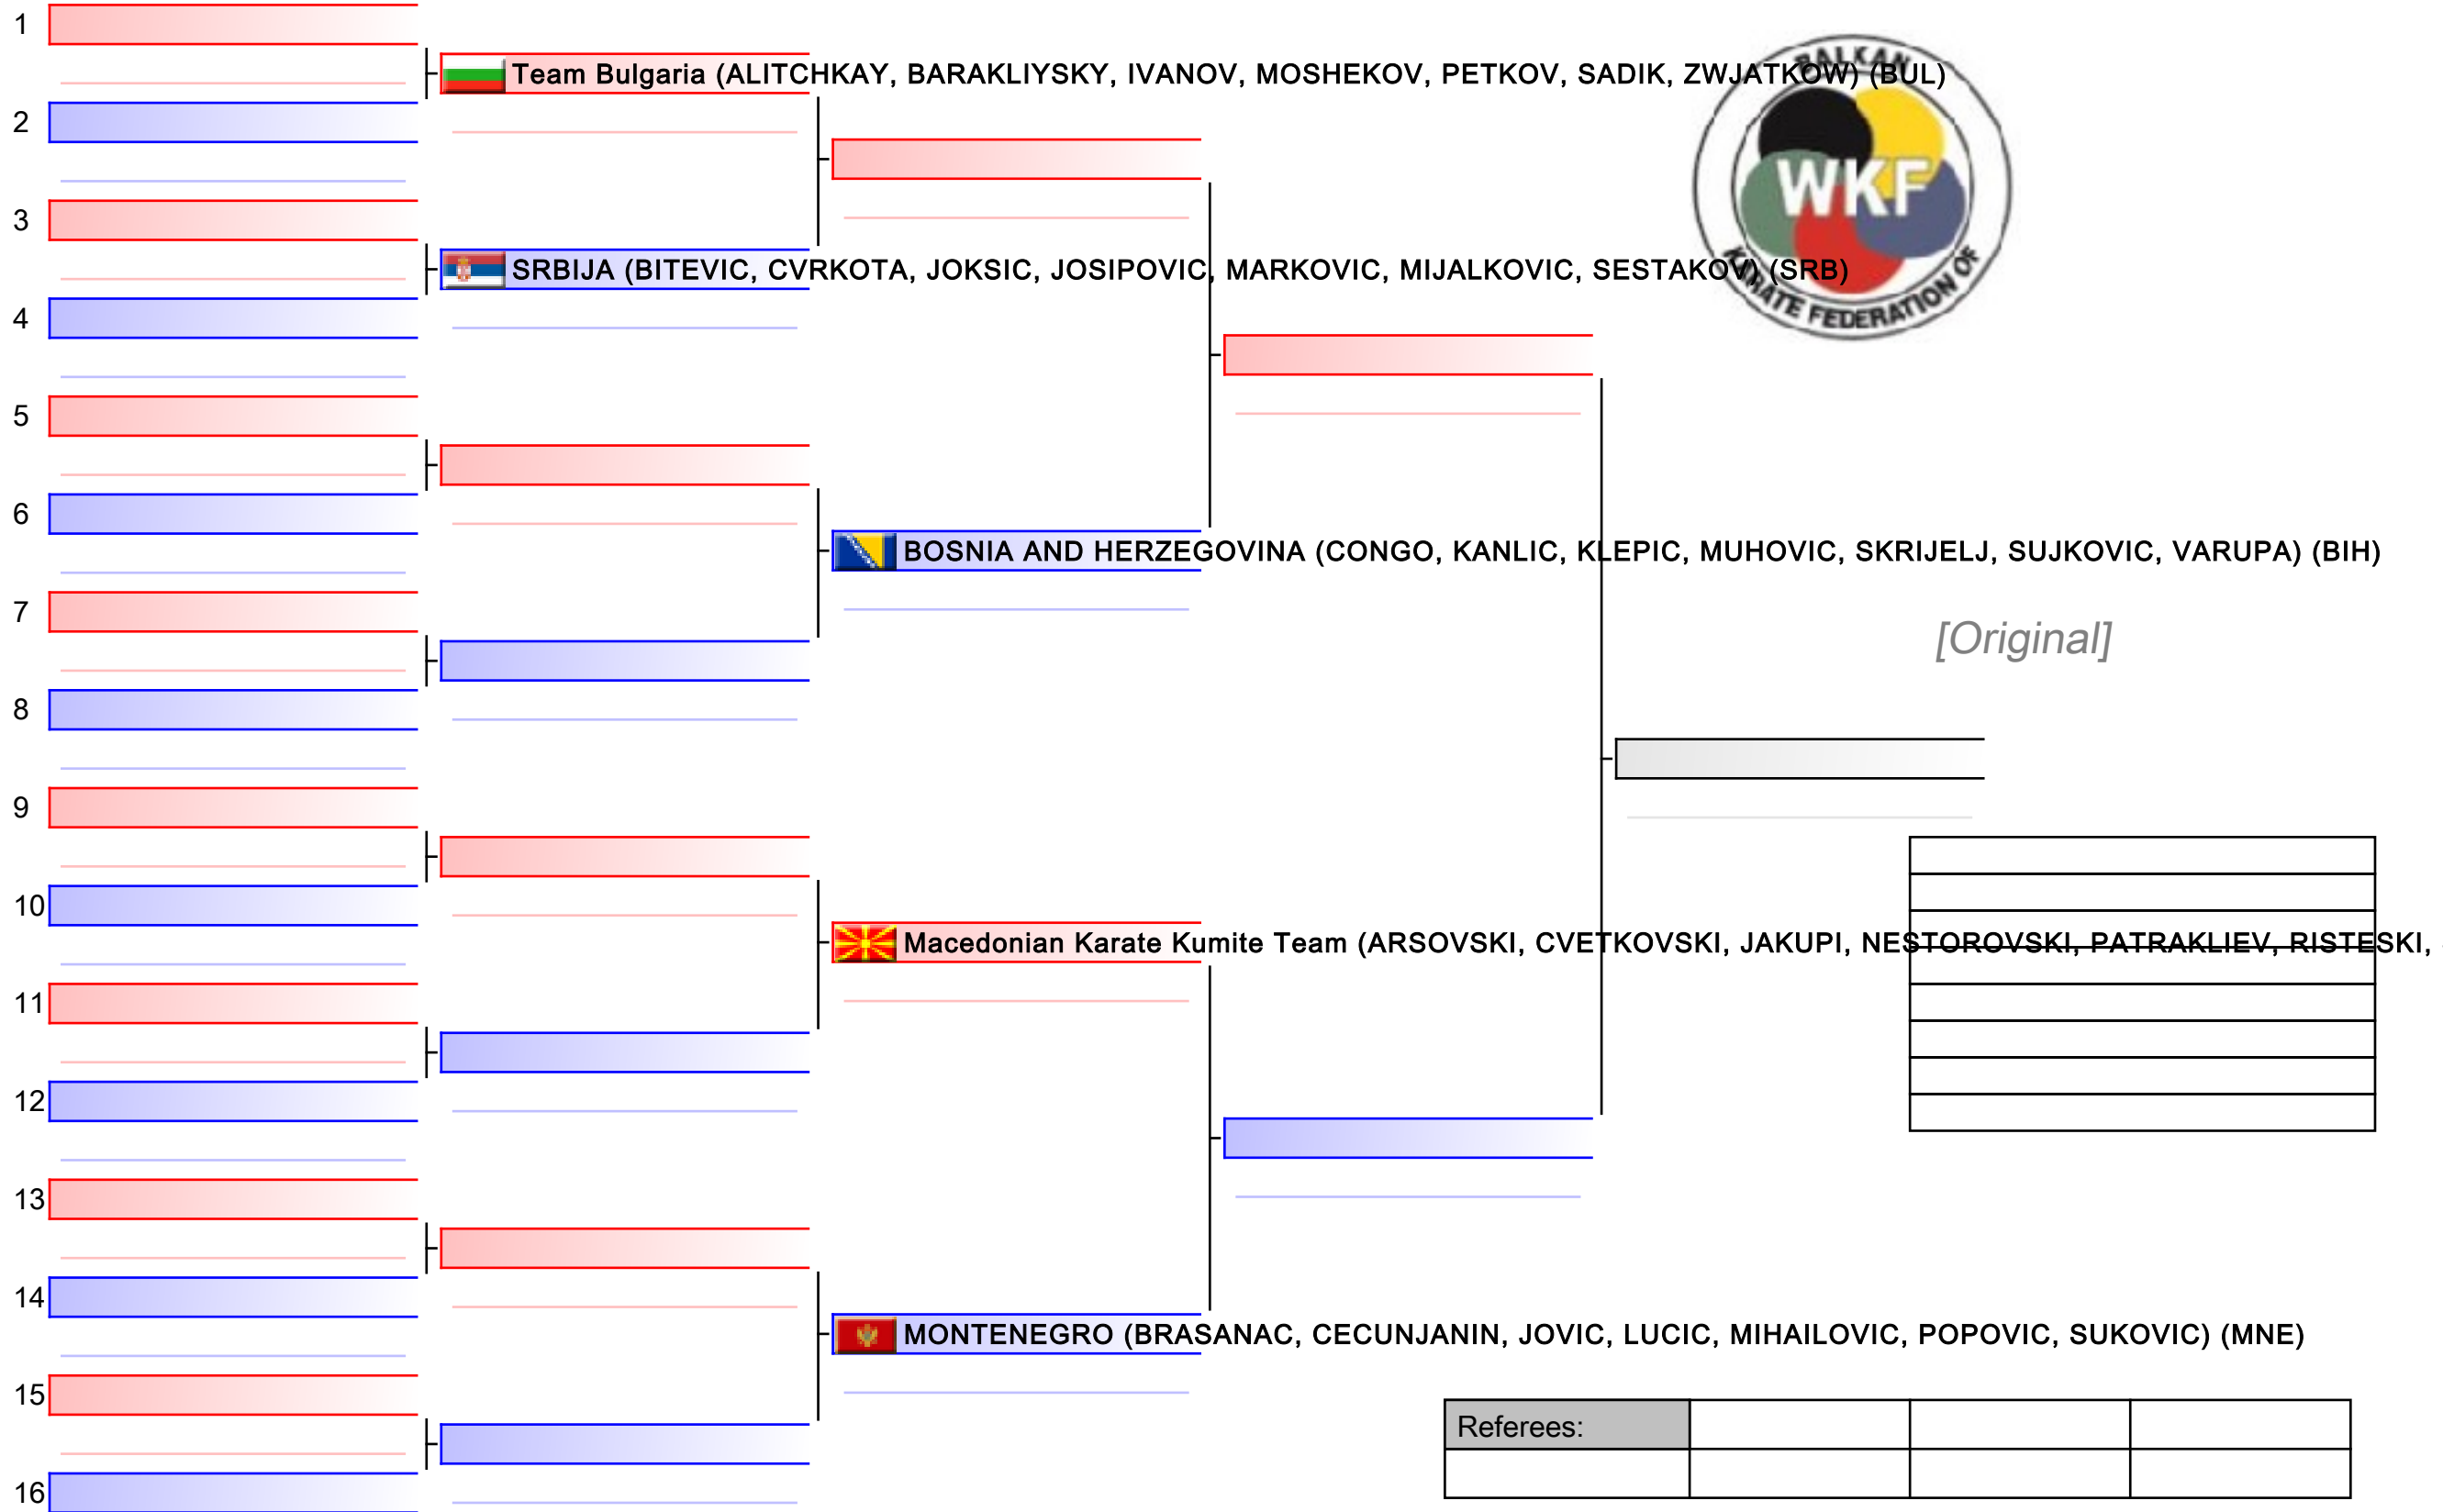 1
Team Bulgaria (ALITCHKAY, BARAKLIYSKY, IVANOV, MOSHEKOV, PETKOV, SADIK, ZWJATKOW) (BUL)
BALKAN
WKF
KARATE FEDERATION OF
2
3
SRBIJA (BITEVIC, CVRKOTA, JOKSIC, JOSIPOVIC, MARKOVIC, MIJALKOVIC, SESTAKOV) (SRB)
4
5
6
BOSNIA AND HERZEGOVINA (CONGO, KANLIC, KLEPIC, MUHOVIC, SKRIJELJ, SUJKOVIC, VARUPA) (BIH)
7
[Original]
8
9
10
Macedonian Karate Kumite Team (ARSOVSKI, CVETKOVSKI, JAKUPI, NESTOROVSKI, PATRAKLIEV, RISTESKI,
11
12
13
14
MONTENEGRO (BRASANAC, CECUNJANIN, JOVIC, LUCIC, MIHAILOVIC, POPOVIC, SUKOVIC) (MNE)
15
Referees:
16